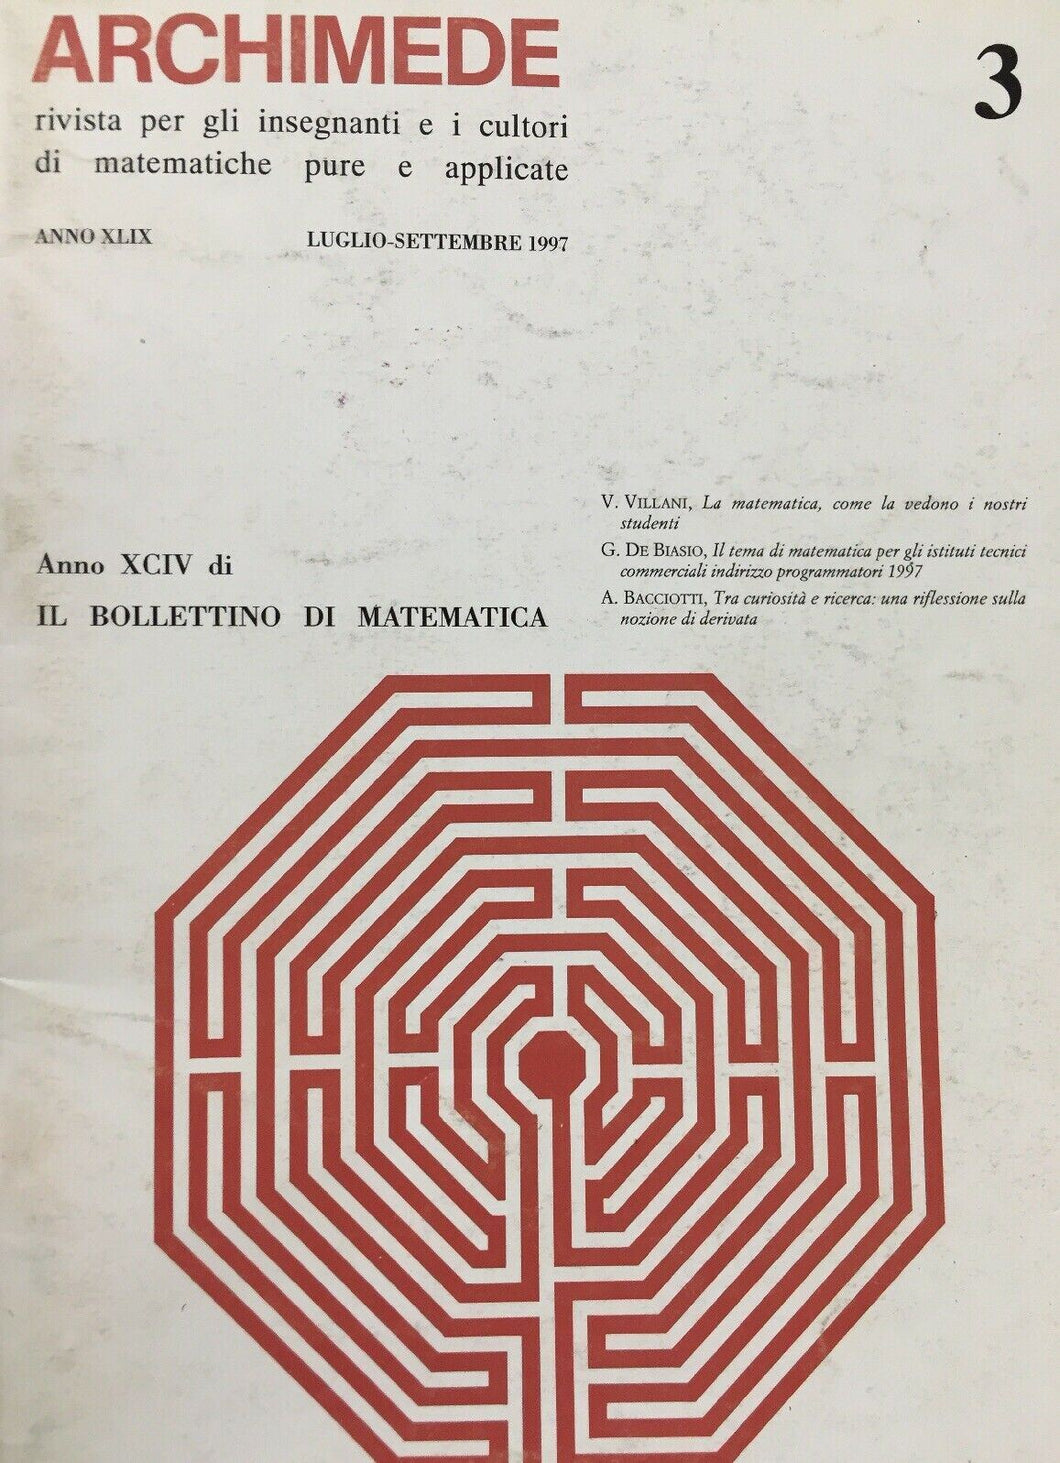 ARCHIMEDE
3
rivista per gli insegnanti e i cultori
di matematiche pure e applicate
ANNO XLIX LUGLIO-SETTEMBRE 1997
V. VILLANI, La matematica, come la vedono i nostri
studenti
G. DE BIASIO, Il tema di matematica per gli istituti tecnici
commerciali indirizzo programmatori 1997
A. BACCIOTTI, Tra curiosità e ricerca: una riflessione sulla
nozione di derivata
Anno XCIV di
IL BOLLETTINO DI MATEMATICA